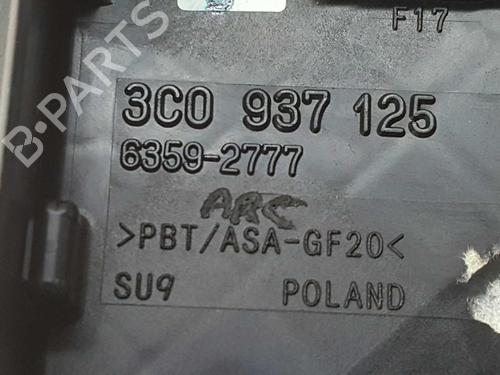 F17
B-PARTS
3C0 937 125
6359-2777
ARC
>PBT/ASA-GF20<
SU9 POLAND